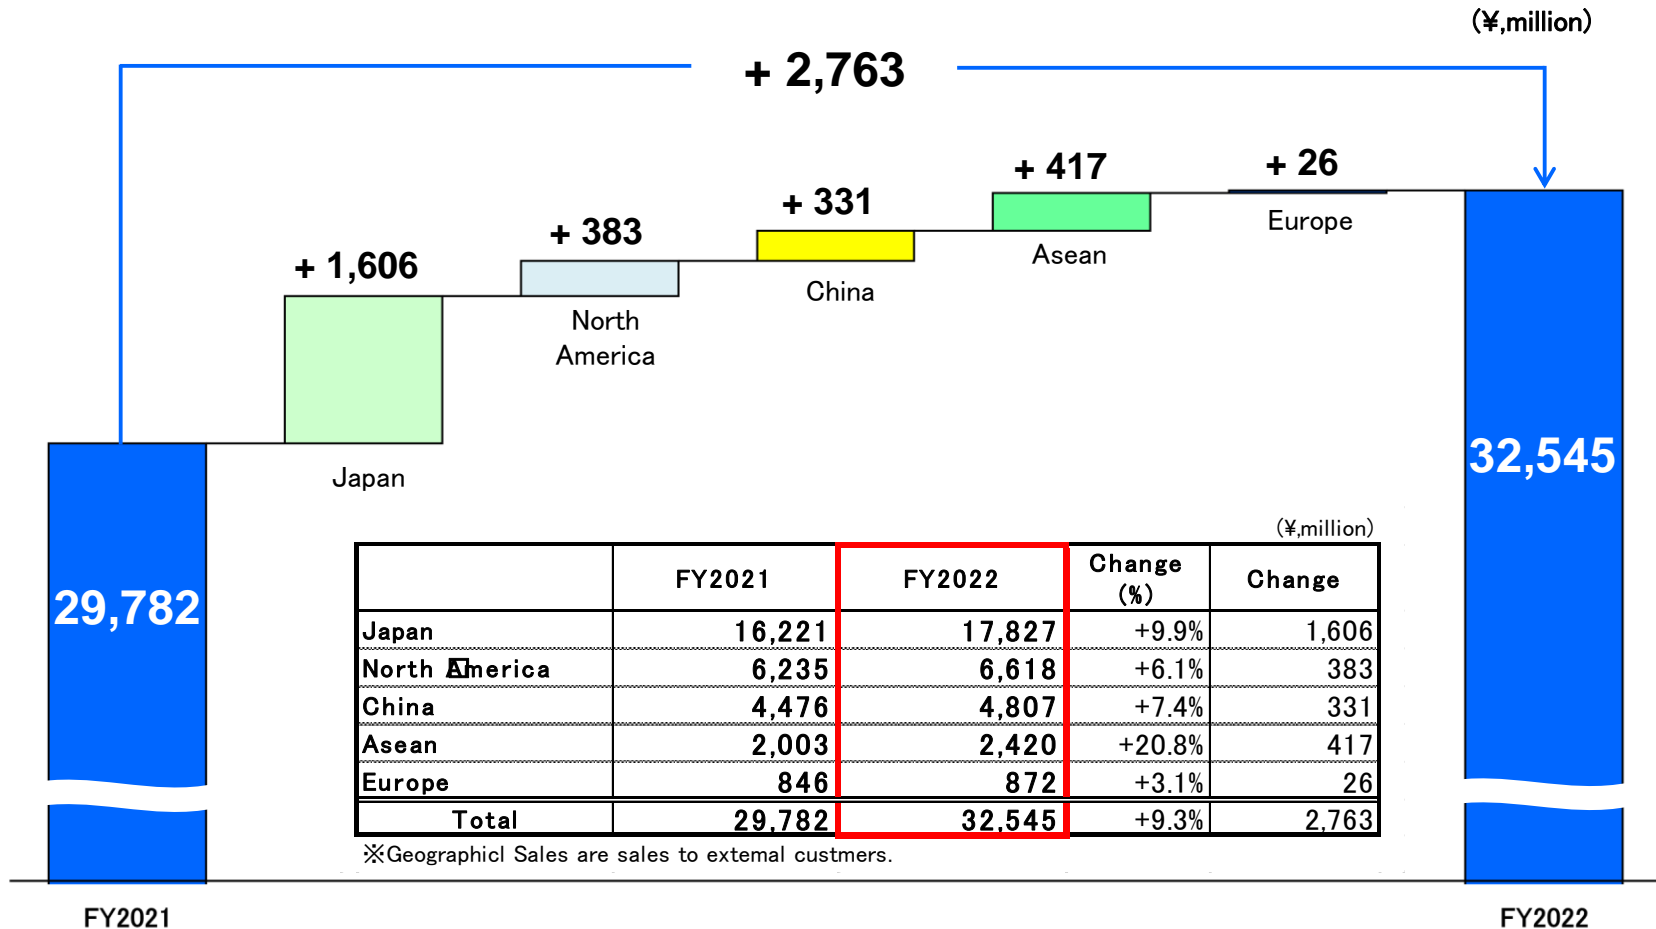 (¥,million)
+ 2,763
+ 26
+ 417
Europe
+ 331
Asean
+ 383
+ 1,606
China
North
America
Japan
32,545
29,782
(¥,million)
FY2021 FY2022 Change (%) Change
Japan 16,221 17,827 +9.9% 1,606
North America 6,235 6,618 +6.1% 383
China 4,476 4,807 +7.4% 331
Asean 2,003 2,420 +20.8% 417
Europe 846 872 +3.1% 26
Total 29,782 32,545 +9.3% 2,763
※Geographicl Sales are sales to extemal custmers.
FY2021 FY2022